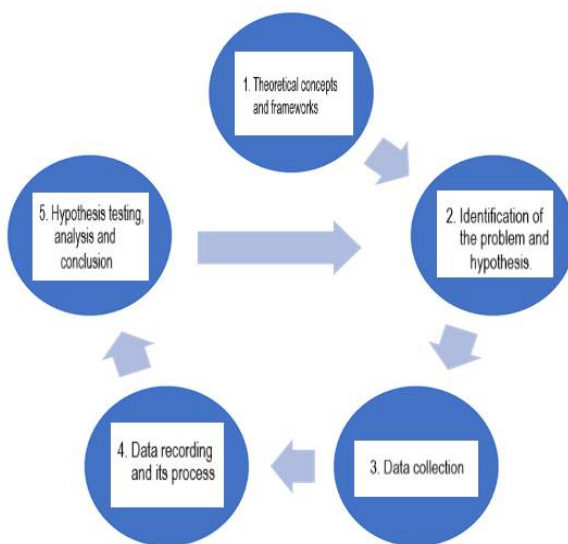 1. Theoretical concepts
and frameworks
2. Identification of
the problem and
hypothesis.
3. Data collection
4. Data recording
and its process
5. Hypothesis testing,
analysis and
conclusion